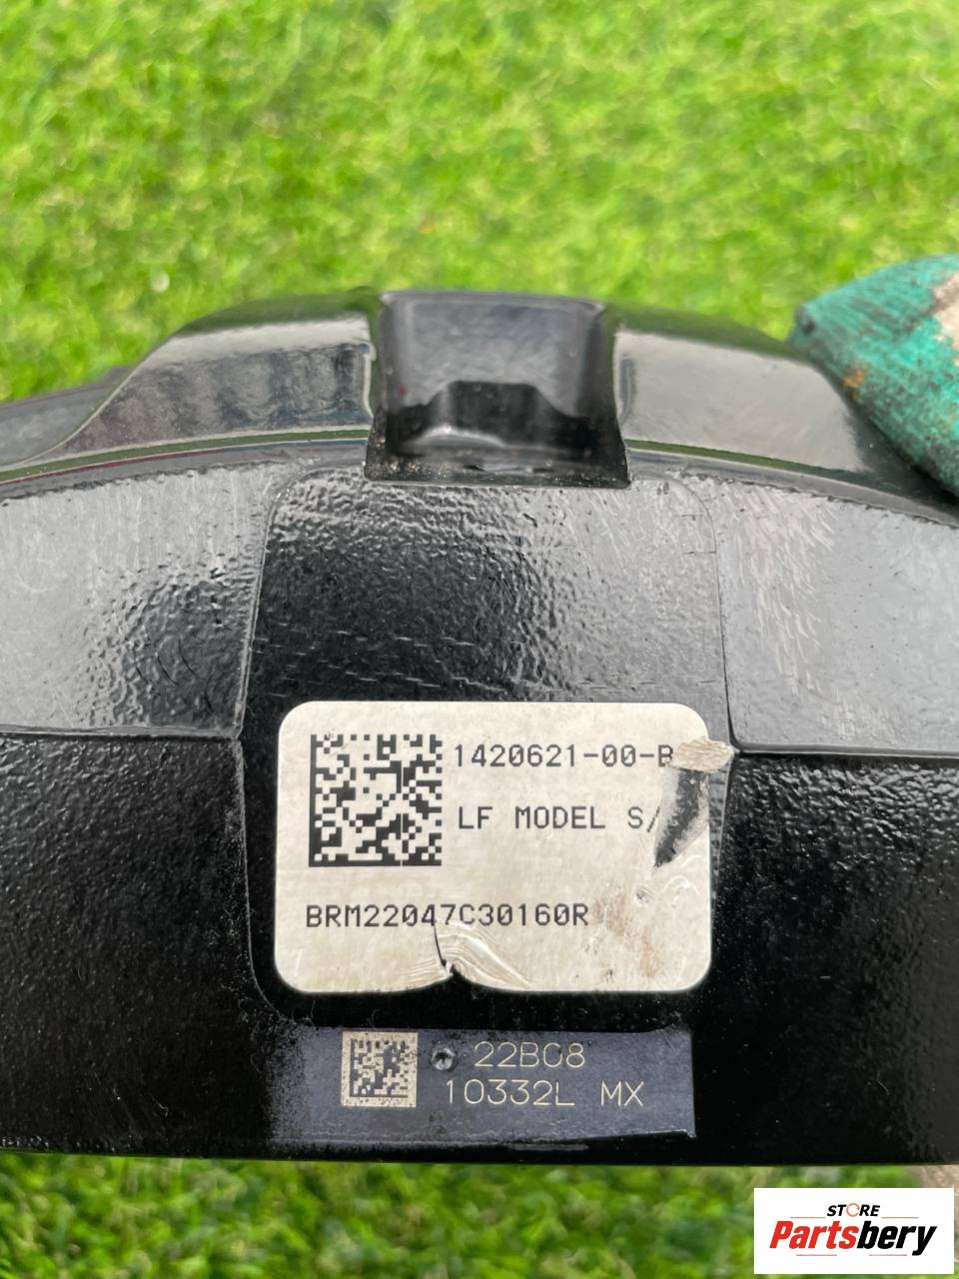 1420621-00-B
LF MODEL S/
BRM22047C30160R
22B08
10332L MX
STORE
Partsbery